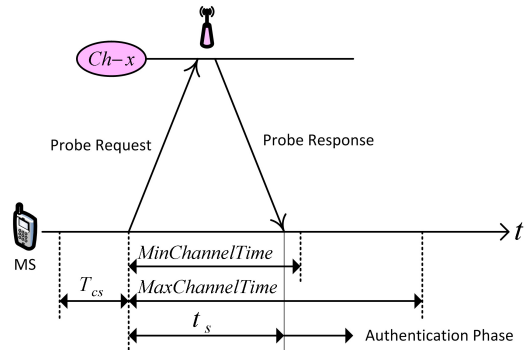 Ch-x
Probe Request
Probe Response
t
MS
MinChannelTime
T_cs
MaxChannelTime
t_s
Authentication Phase